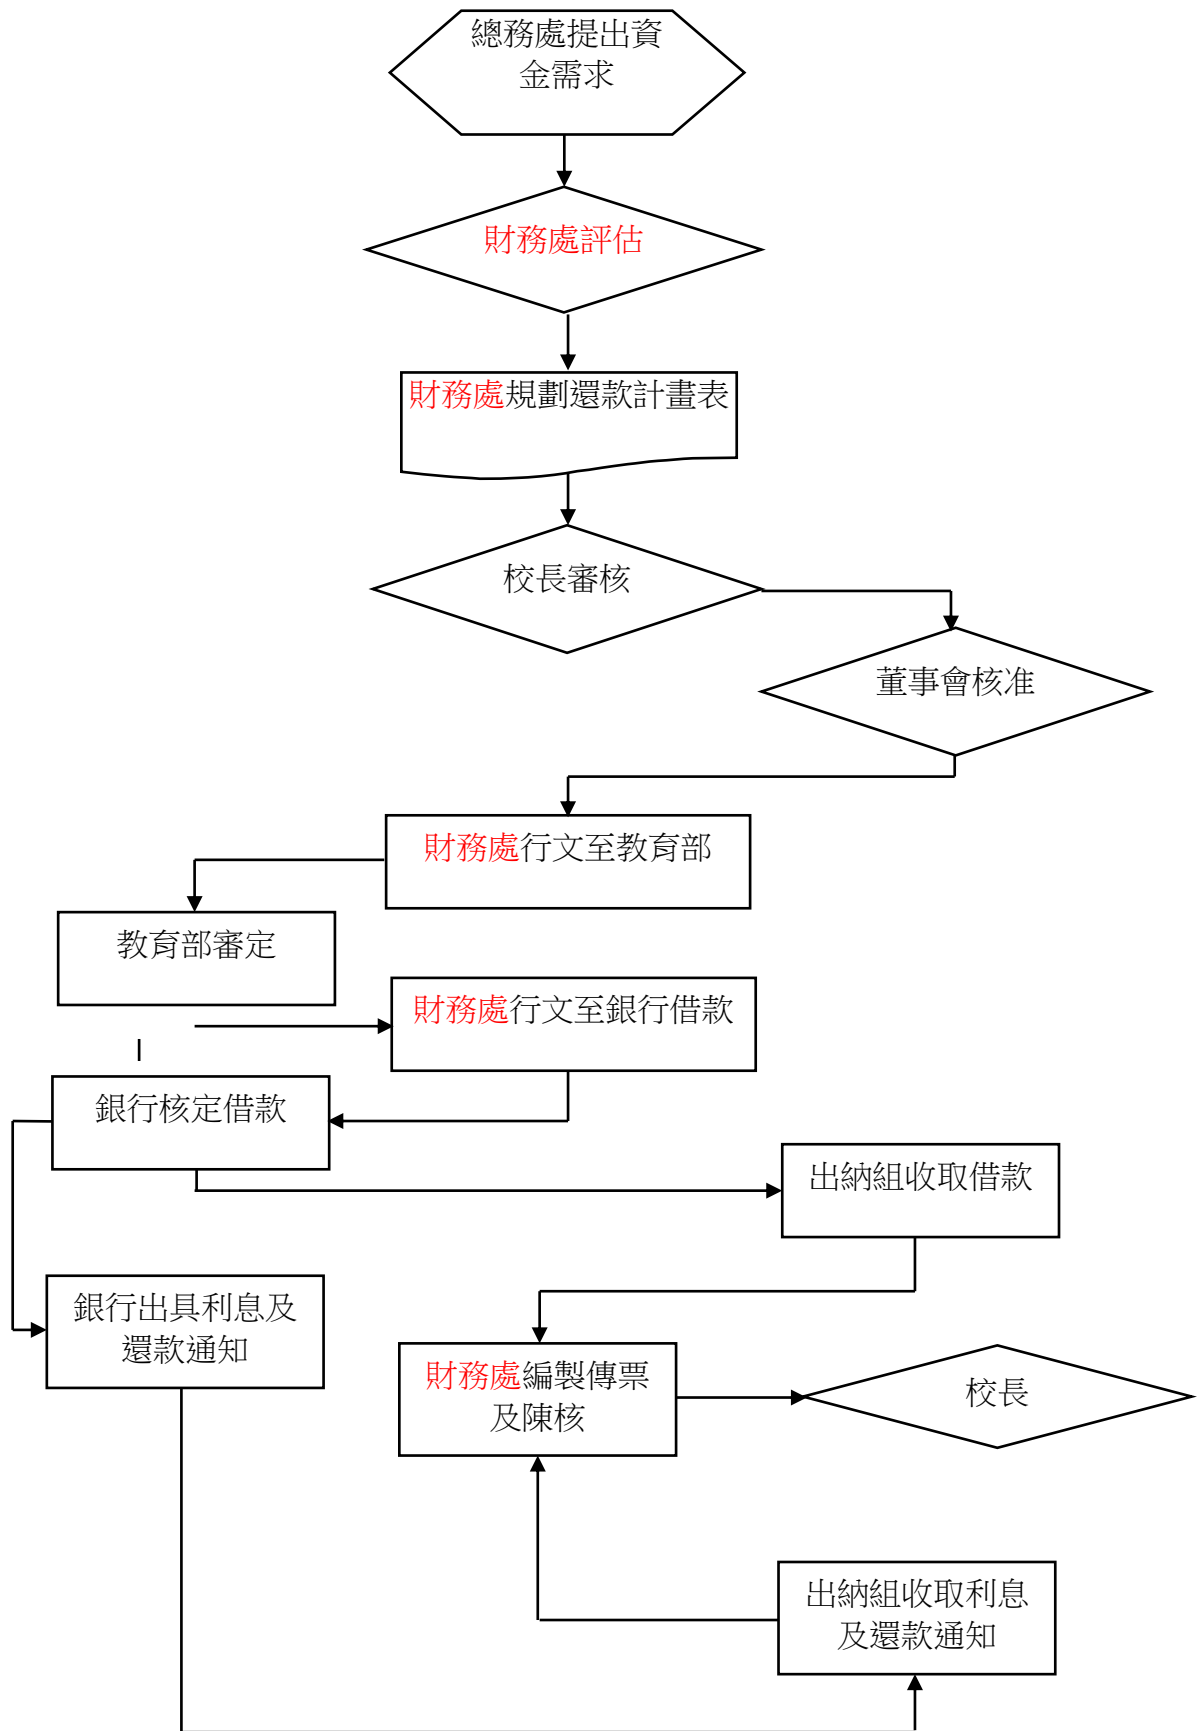 總務處提出資
金需求
財務處評估
財務處規劃還款計畫表
校長審核
董事會核准
財務處行文至教育部
教育部審定
財務處行文至銀行借款
銀行核定借款
出納組收取借款
銀行出具利息及
還款通知
財務處編製傳票
及陳核
校長
出納組收取利息
及還款通知